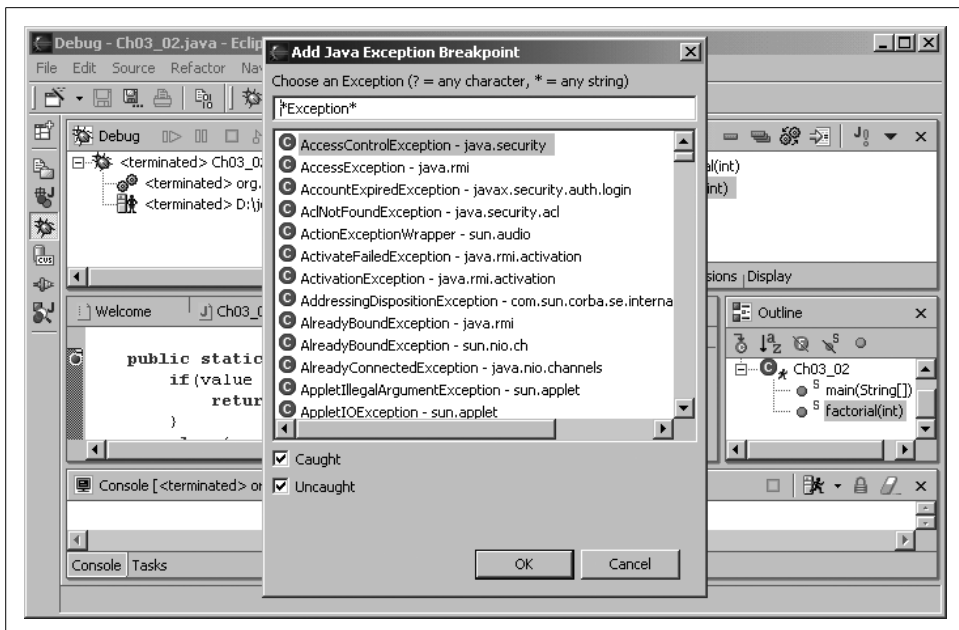 Debug - Ch03_02.java - Eclip
File Edit Source Refactor Nav
Add Java Exception Breakpoint
Choose an Exception (? = any character, * = any string)
*Exception*
AccessControlException - java.security
AccessException - java.rmi
AccountExpiredException - javax.security.auth.login
AclNotFoundException - java.security.acl
ActionExceptionWrapper - sun.audio
ActivateFailedException - java.rmi.activation
ActivationException - java.rmi.activation
AddressingDispositionException - com.sun.corba.se.interna
AlreadyBoundException - java.rmi
AlreadyBoundException - sun.nio.ch
AlreadyConnectedException - java.nio.channels
AppletIllegalArgumentException - sun.applet
AppletIOException - sun.applet
Caught
Uncaught
OK Cancel
Debug
<terminated> Ch03_02
<terminated> org.
<terminated> D:\j
al(int)
int)
sions Display
Welcome Ch03_0
public static
if(value
retur
}
Outline
Ch03_02
main(String[])
factorial(int)
Console [<terminated> or
Console Tasks